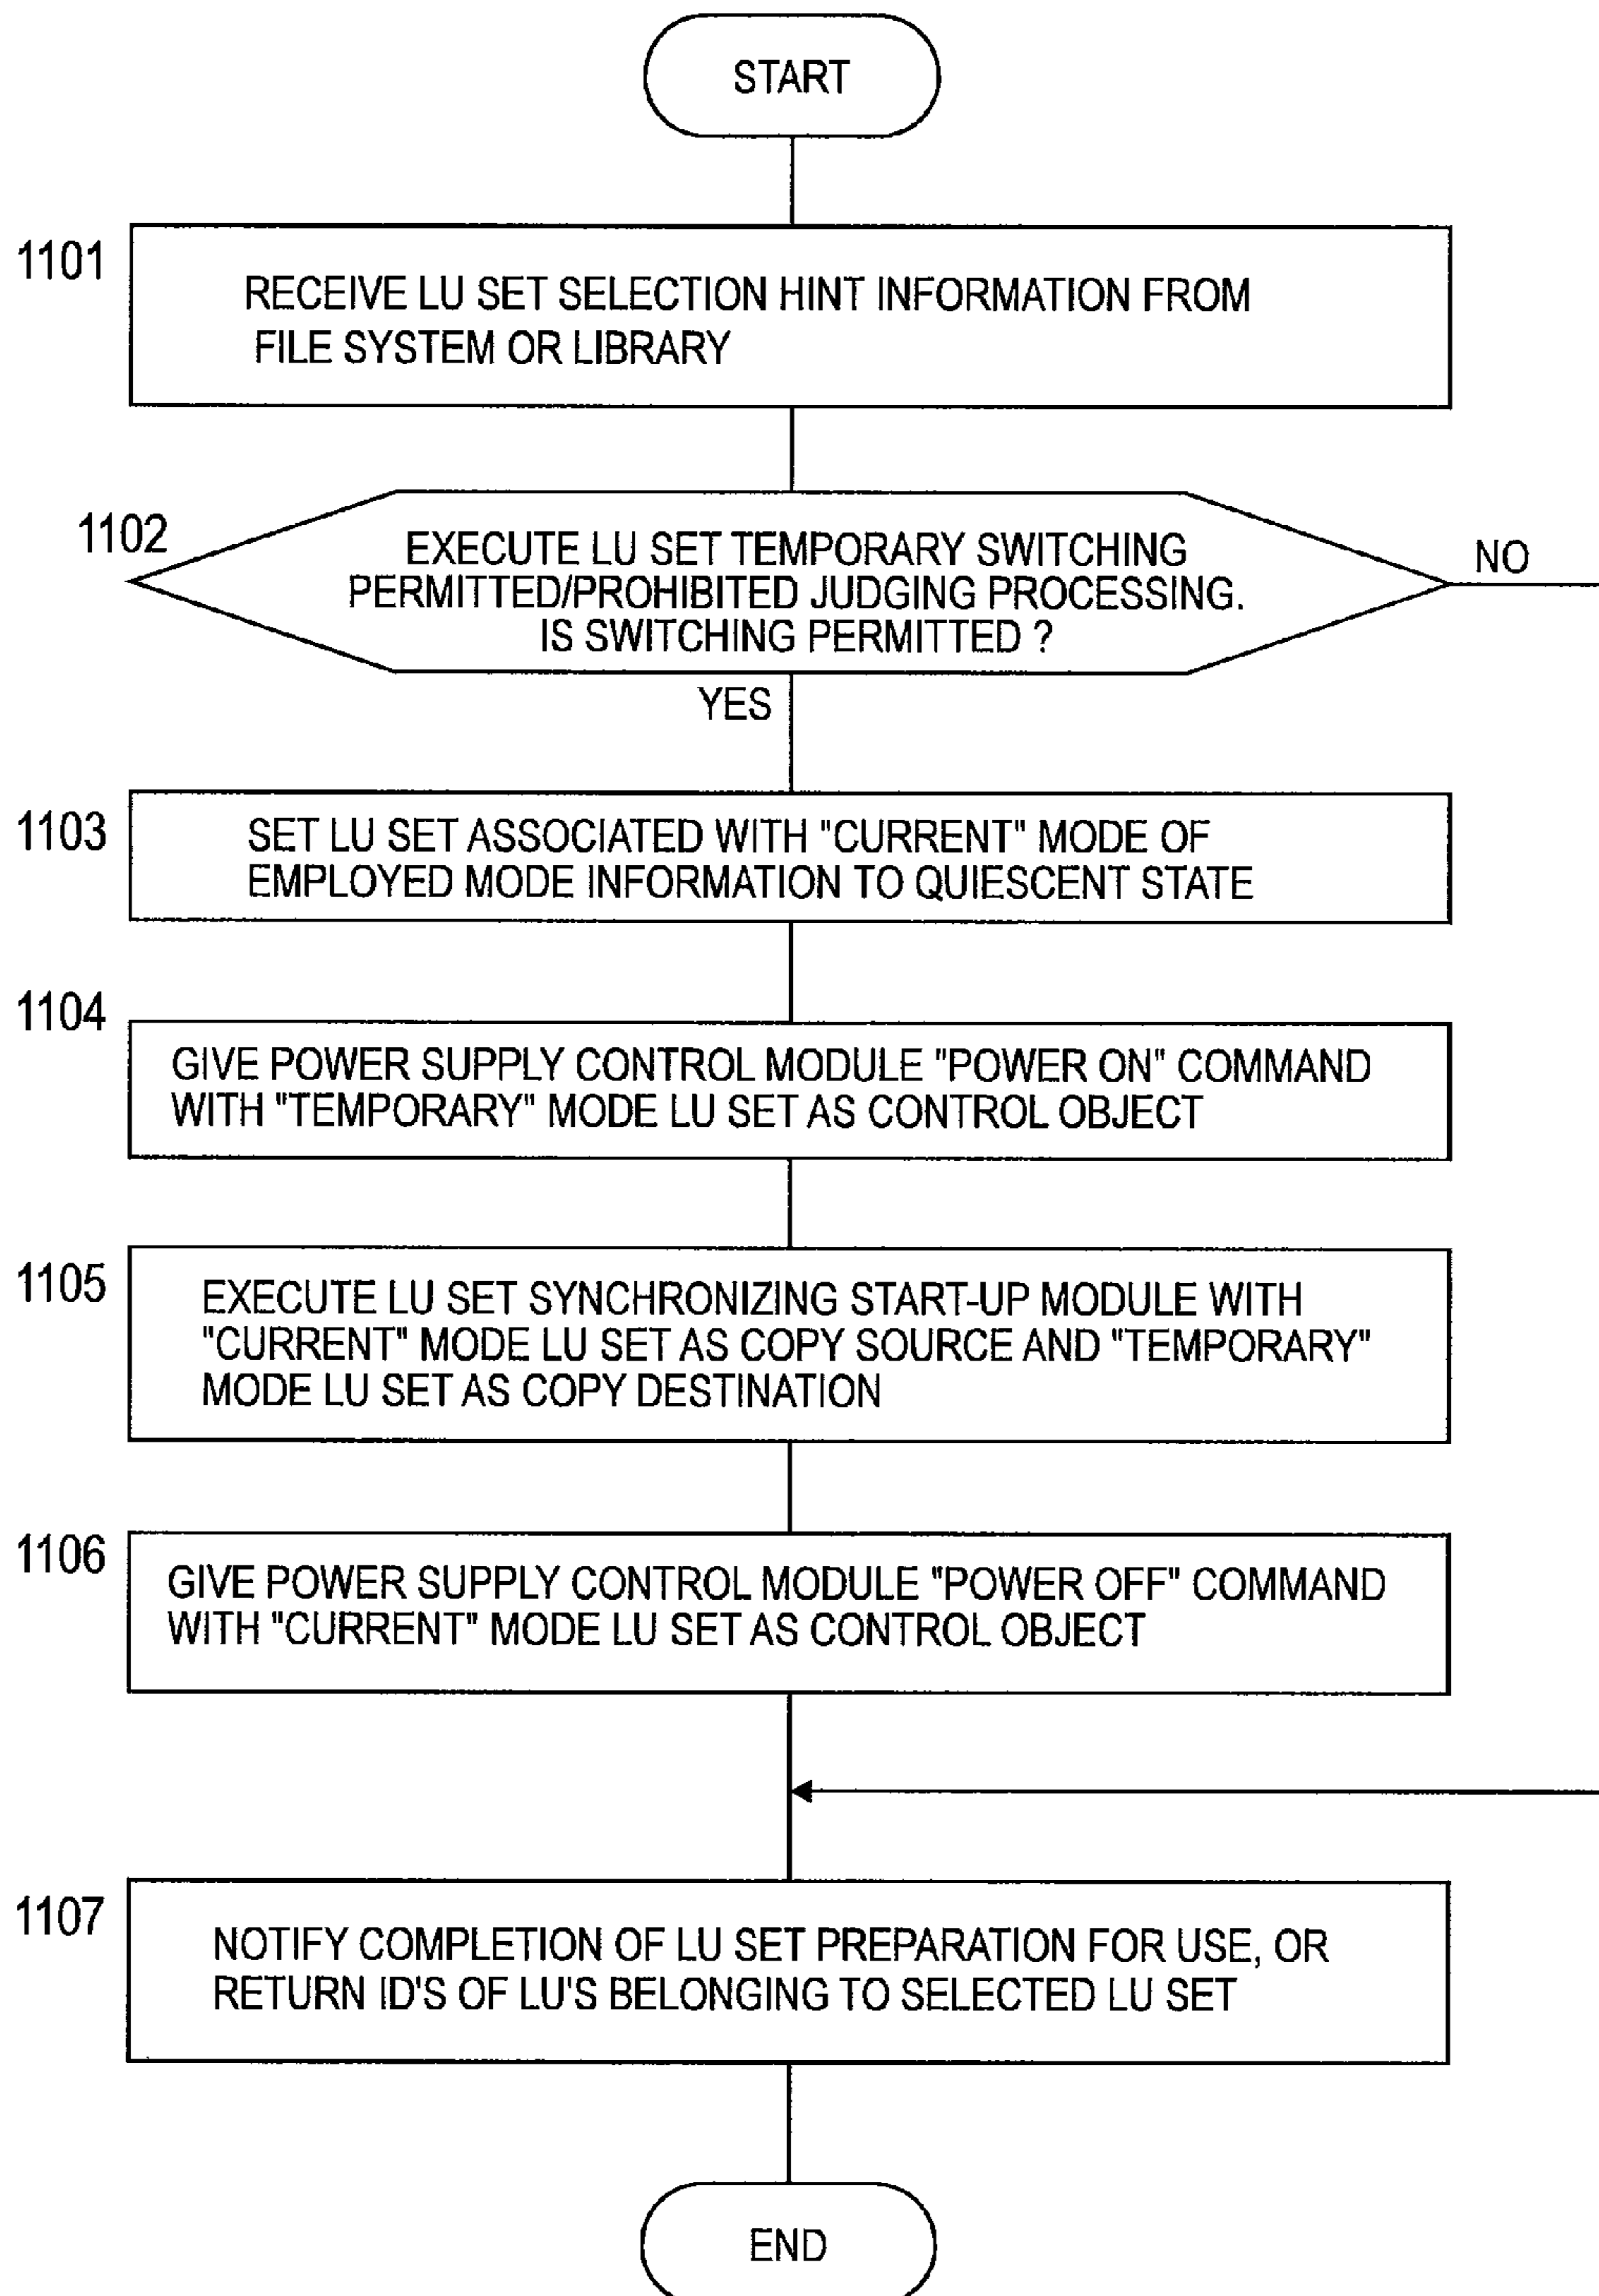 START
1101
RECEIVE LU SET SELECTION HINT INFORMATION FROM
FILE SYSTEM OR LIBRARY
1102
EXECUTE LU SET TEMPORARY SWITCHING
PERMITTED/PROHIBITED JUDGING PROCESSING.
IS SWITCHING PERMITTED ?
NO
YES
1103
SET LU SET ASSOCIATED WITH "CURRENT" MODE OF
EMPLOYED MODE INFORMATION TO QUIESCENT STATE
1104
GIVE POWER SUPPLY CONTROL MODULE "POWER ON" COMMAND
WITH "TEMPORARY" MODE LU SET AS CONTROL OBJECT
1105
EXECUTE LU SET SYNCHRONIZING START-UP MODULE WITH
"CURRENT" MODE LU SET AS COPY SOURCE AND "TEMPORARY"
MODE LU SET AS COPY DESTINATION
1106
GIVE POWER SUPPLY CONTROL MODULE "POWER OFF" COMMAND
WITH "CURRENT" MODE LU SET AS CONTROL OBJECT
1107
NOTIFY COMPLETION OF LU SET PREPARATION FOR USE, OR
RETURN ID'S OF LU'S BELONGING TO SELECTED LU SET
END